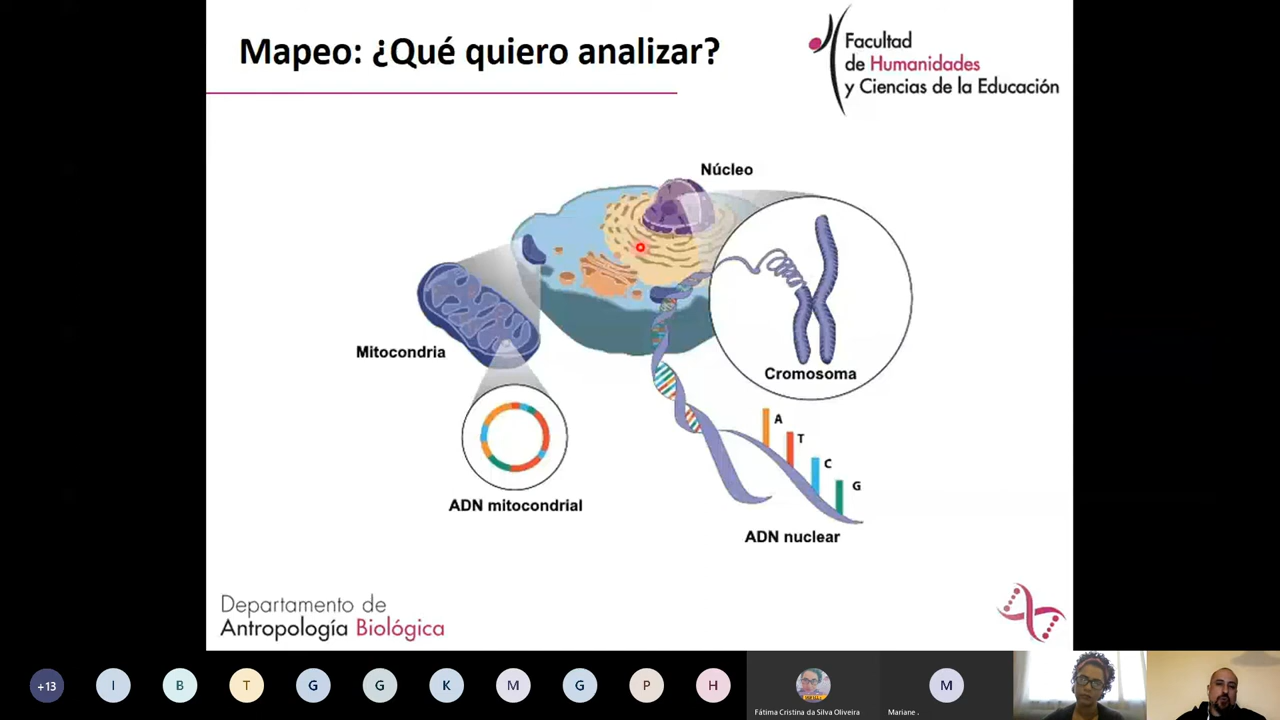 Mapeo: ¿Qué quiero analizar?
Facultad
de Humanidades
y Ciencias de la Educación
Núcleo
Mitocondria
Cromosoma
A
T
C
G
ADN mitocondrial
ADN nuclear
Departamento de
Antropología Biológica
+13
I
B
T
G
G
K
M
G
P
H
M
Fátima Cristina da Silva Oliveira
Mariane .